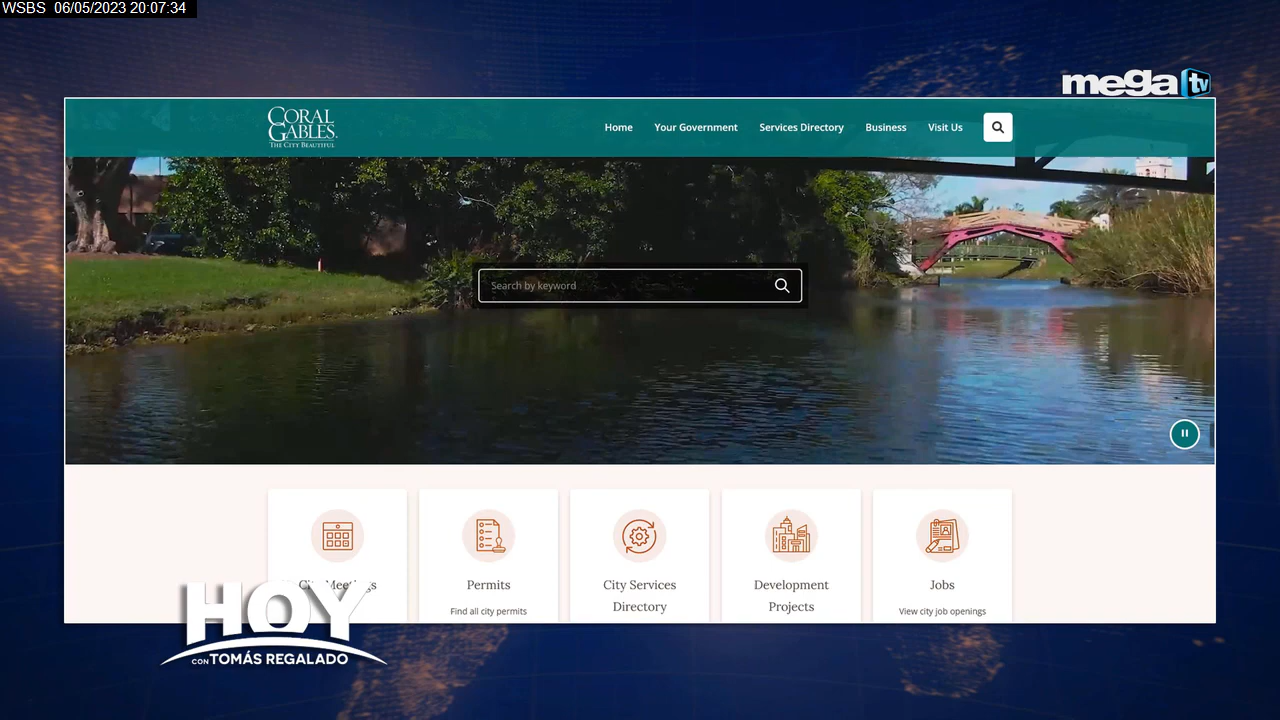 WSBS 06/05/2023 20:07:34
mega tv
CORAL GABLES.
THE CITY BEAUTIFUL
Home Your Government Services Directory Business Visit Us
Search by keyword
City Meetings
Permits
Find all city permits
City Services
Directory
Development
Projects
Jobs
View city job openings
HOY
CON TOMÁS REGALADO